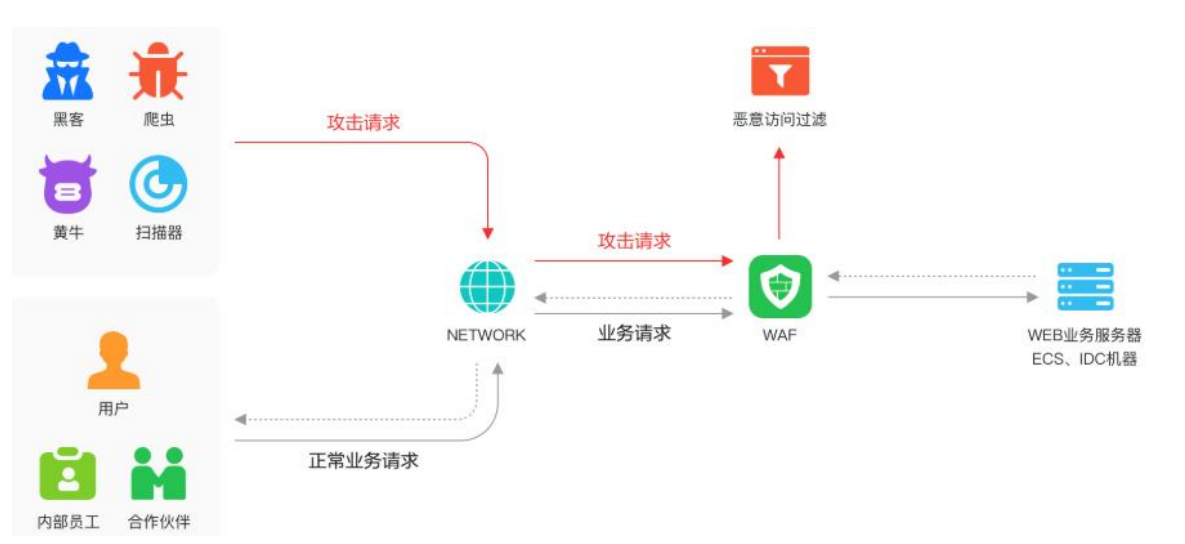 黑客
爬虫
黄牛
扫描器
攻击请求
恶意访问过滤
攻击请求
NETWORK
业务请求
WAF
WEB业务服务器
ECS、IDC机器
用户
正常业务请求
内部员工
合作伙伴